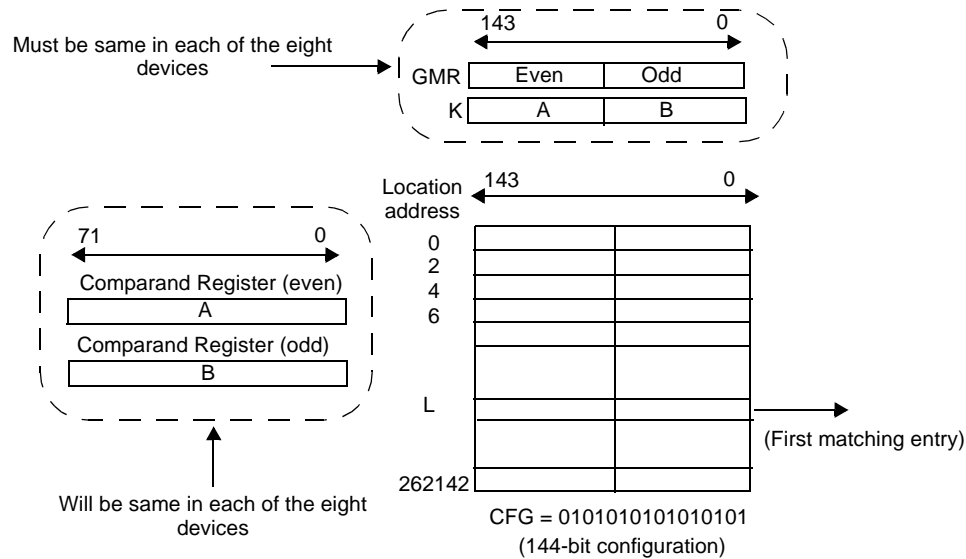 Must be same in each of the eight
devices
143 0
GMR Even Odd
K A B
Location
address
143 0
0
2
4
6
L
262142
(First matching entry)
CFG = 0101010101010101
(144-bit configuration)
71 0
Comparand Register (even)
A
Comparand Register (odd)
B
Will be same in each of the eight
devices